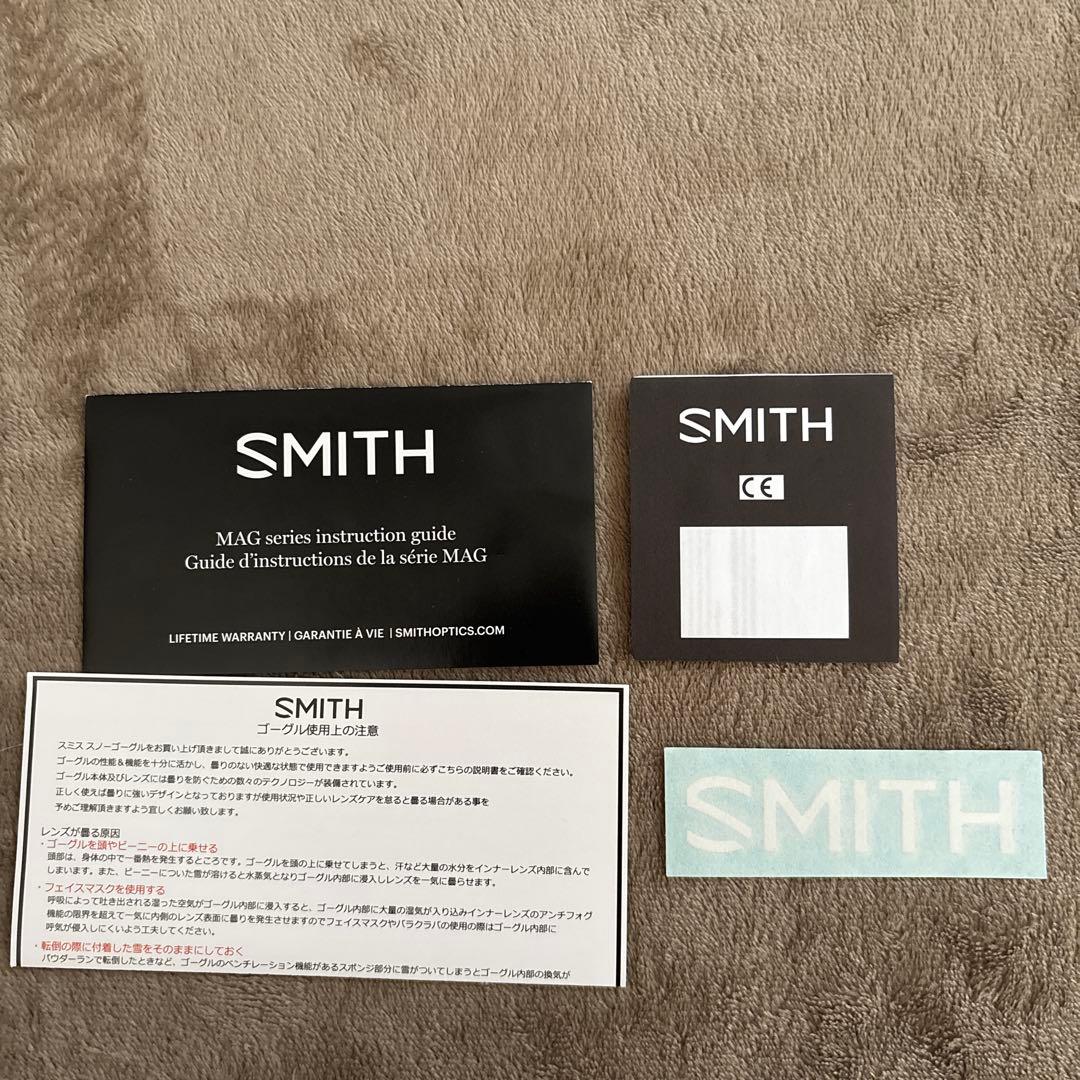 SMITH
MAG series instruction guide
Guide d'instructions de la série MAG
LIFETIME WARRANTY | GARANTIE À VIE | SMITHOPTICS.COM
SMITH
CE
SMITH
ゴーグル使用上の注意
スミス スノーゴーグルをお買い上げ頂きまして誠にありがとうございます。
ゴーグルの性能&機能を十分に活かし、曇りのない快適な状態で使用できますようご使用前に必ずこちらの説明書をご確認ください。
ゴーグル本体及びレンズには曇りを防ぐための数々のテクノロジーが装備されています。
正しく使えば曇りに強いデザインとなっておりますが使用状況や正しいレンズケアを怠ると曇る場合がある事を
予めご理解頂きますよう宜しくお願い致します。
レンズが曇る原因
・ゴーグルを頭やビーニーの上に乗せる
頭部は、身体の中で一番熱を発生するところです。ゴーグルを頭の上に乗せてしまうと、汗など大量の水分をインナーレンズ内部に含んで
しまいます。また、ビーニーについた雪が溶けると水蒸気となりゴーグル内部に浸入しレンズを一気に曇らせます。
・フェイスマスクを使用する
呼吸によって吐き出される湿った空気がゴーグル内部に浸入すると、ゴーグル内部に大量の湿気が入り込みインナーレンズのアンチフォグ
機能の限界を超えて一気に内側のレンズ表面に曇りを発生させますのでフェイスマスクやバラクラバの使用の際はゴーグル内部に
呼気が侵入しにくいよう工夫してください。
・転倒の際に付着した雪をそのままにしておく
パウダーランで転倒したときなど、ゴーグルのベンチレーション機能があるスポンジ部分に雪がついてしまうとゴーグル内部の換気が
SMITH